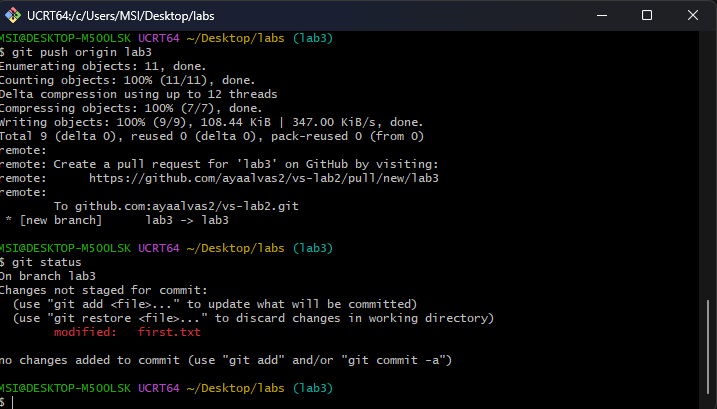 UCRT64:/c/Users/MSI/Desktop/labs
MSI@DESKTOP-M5OOLSK UCRT64 ~/Desktop/labs (lab3)
$ git push origin lab3
Enumerating objects: 11, done.
Counting objects: 100% (11/11), done.
Delta compression using up to 12 threads
Compressing objects: 100% (7/7), done.
Writing objects: 100% (9/9), 108.44 KiB | 347.00 KiB/s, done.
Total 9 (delta 0), reused 0 (delta 0), pack-reused 0 (from 0)
remote:
remote: Create a pull request for 'lab3' on GitHub by visiting:
remote:      https://github.com/ayaalvas2/vs-lab2/pull/new/lab3
remote:
To github.com:ayaalvas2/vs-lab2.git
* [new branch]      lab3 -> lab3
MSI@DESKTOP-M5OOLSK UCRT64 ~/Desktop/labs (lab3)
$ git status
On branch lab3
Changes not staged for commit:
(use "git add <file>..." to update what will be committed)
(use "git restore <file>..." to discard changes in working directory)
modified:   first.txt
no changes added to commit (use "git add" and/or "git commit -a")
MSI@DESKTOP-M5OOLSK UCRT64 ~/Desktop/labs (lab3)
$